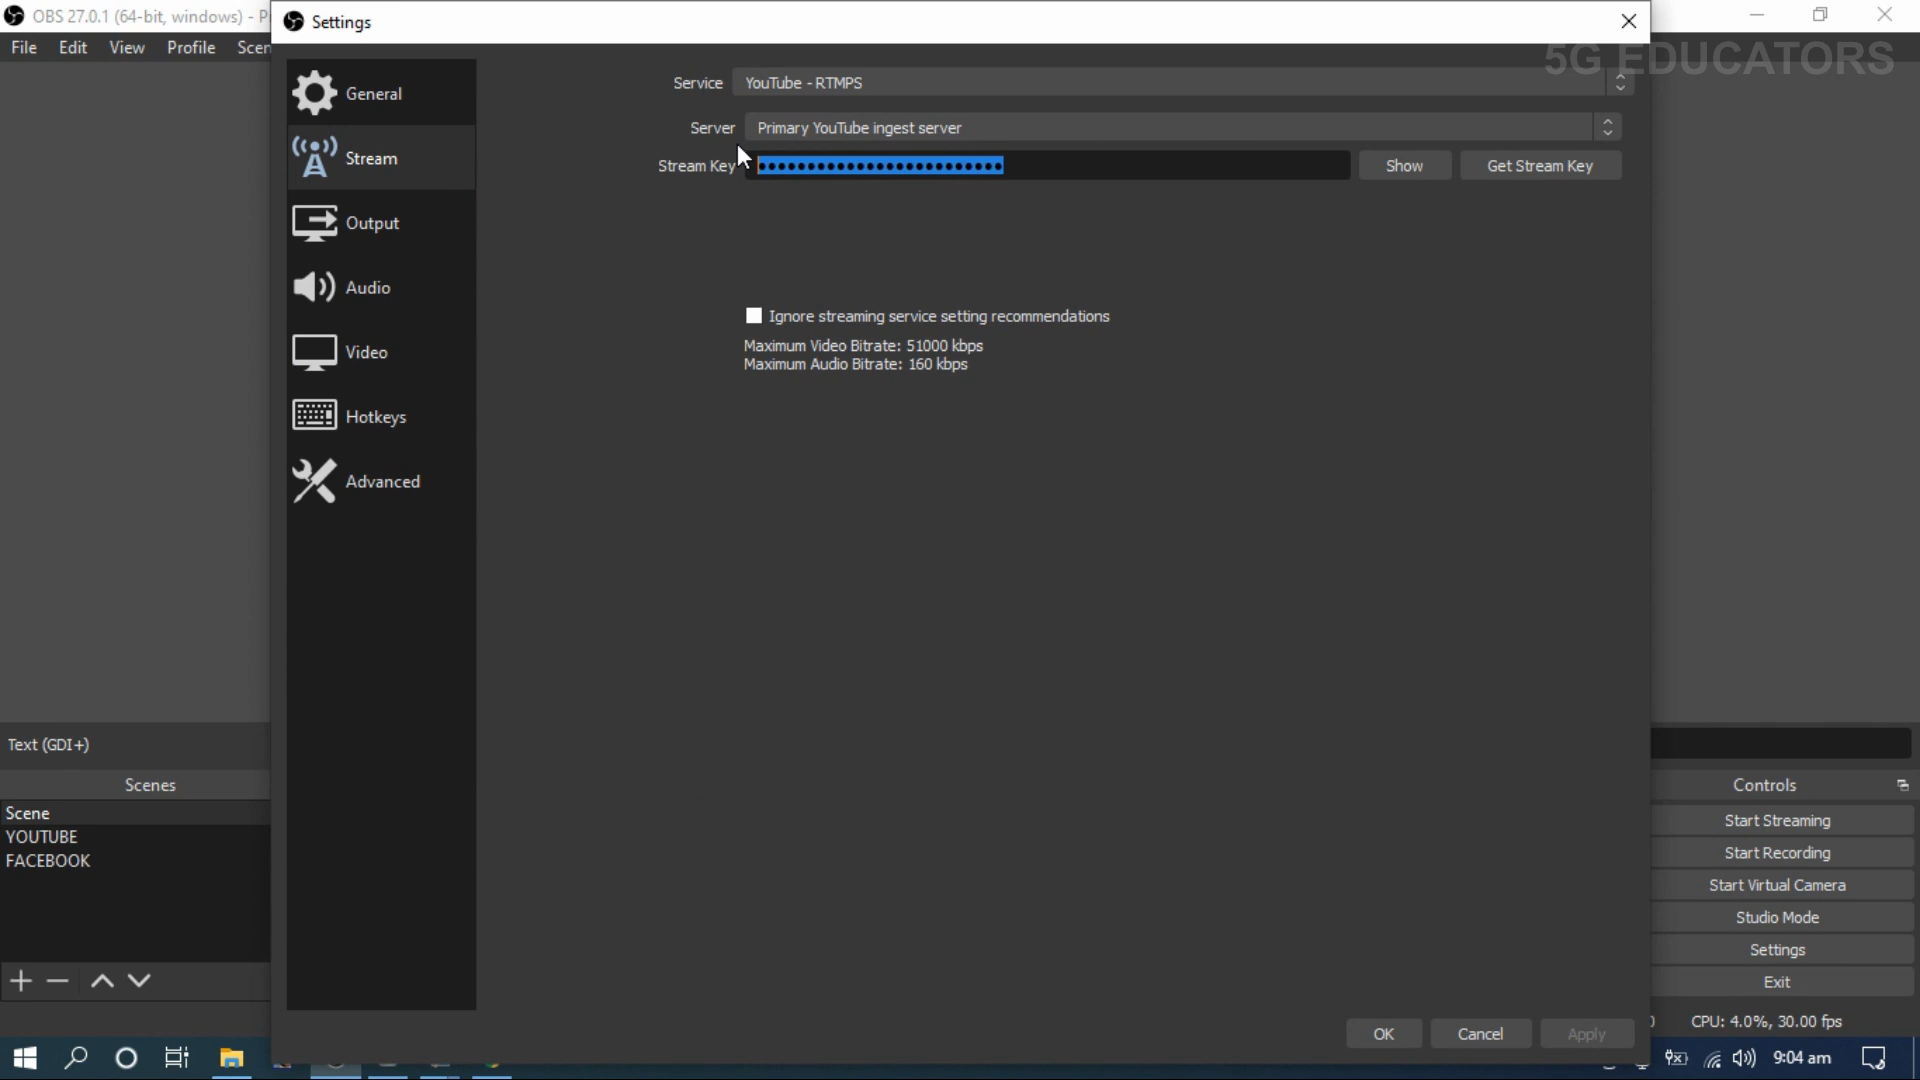 OBS 27.0.1 (64-bit, windows) - P
Settings
File Edit View Profile Scen
5G EDUCATORS
General
Stream
Output
Audio
Video
Hotkeys
Advanced
Service YouTube - RTMPS
Server Primary YouTube ingest server
Stream Key ●●●●●●●●●●●●●●●●●●●●●●●● Show Get Stream Key
Ignore streaming service setting recommendations
Maximum Video Bitrate: 51000 kbps
Maximum Audio Bitrate: 160 kbps
Text (GDI+)
Scenes
Scene
YOUTUBE
FACEBOOK
Controls
Start Streaming
Start Recording
Start Virtual Camera
Studio Mode
Settings
Exit
OK Cancel Apply
CPU: 4.0%, 30.00 fps
9:04 am